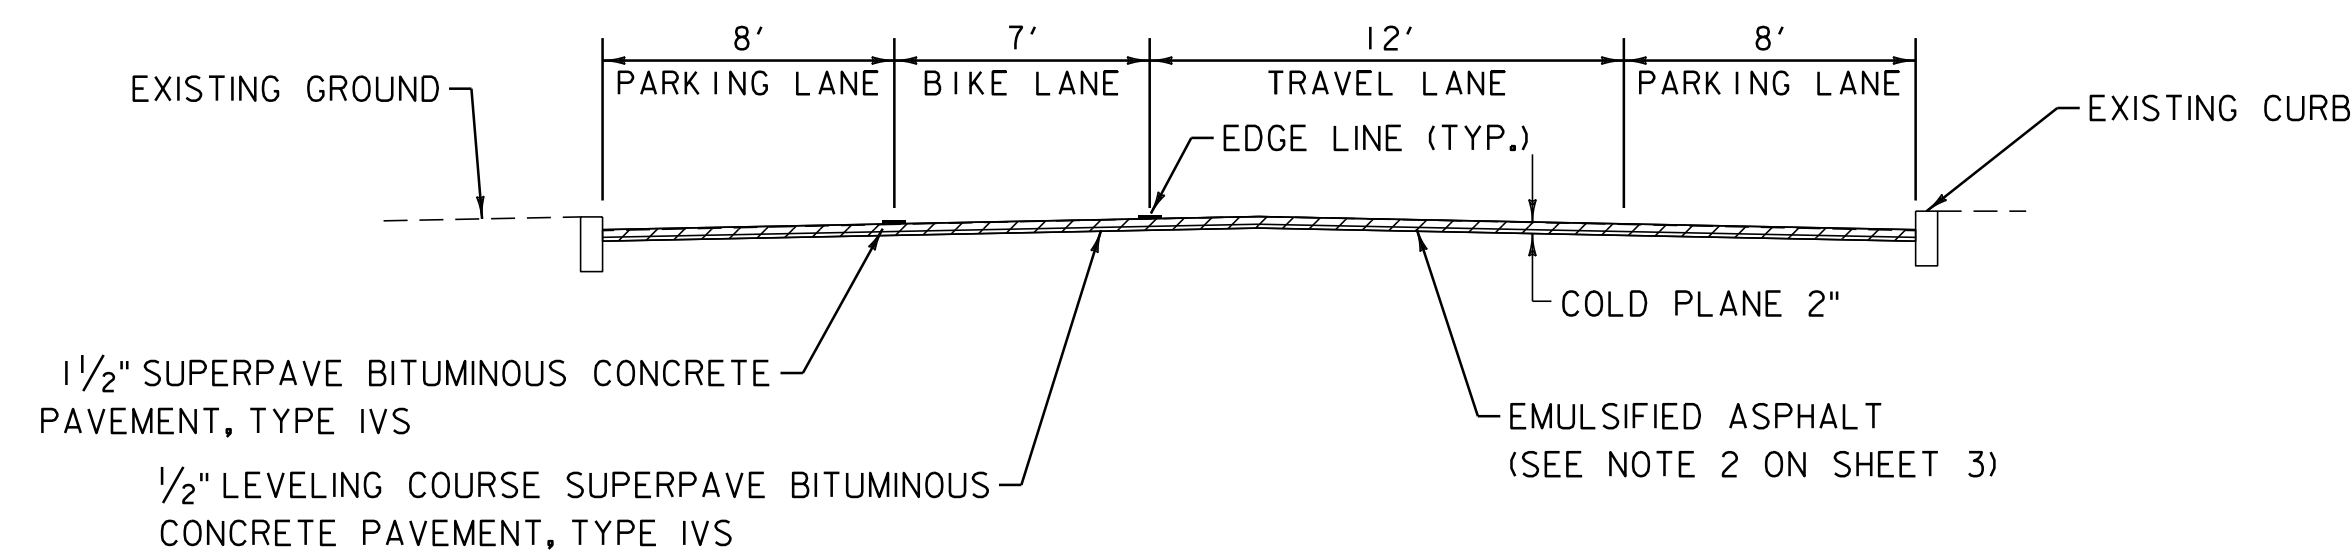 8' 7' 12' 8'
PARKING LANE BIKE LANE TRAVEL LANE PARKING LANE
EXISTING GROUND
EXISTING CURB
EDGE LINE (TYP.)
COLD PLANE 2"
1 1/2" SUPERPAVE BITUMINOUS CONCRETE
PAVEMENT, TYPE IVS
EMULSIFIED ASPHALT
(SEE NOTE 2 ON SHEET 3)
1/2" LEVELING COURSE SUPERPAVE BITUMINOUS
CONCRETE PAVEMENT, TYPE IVS